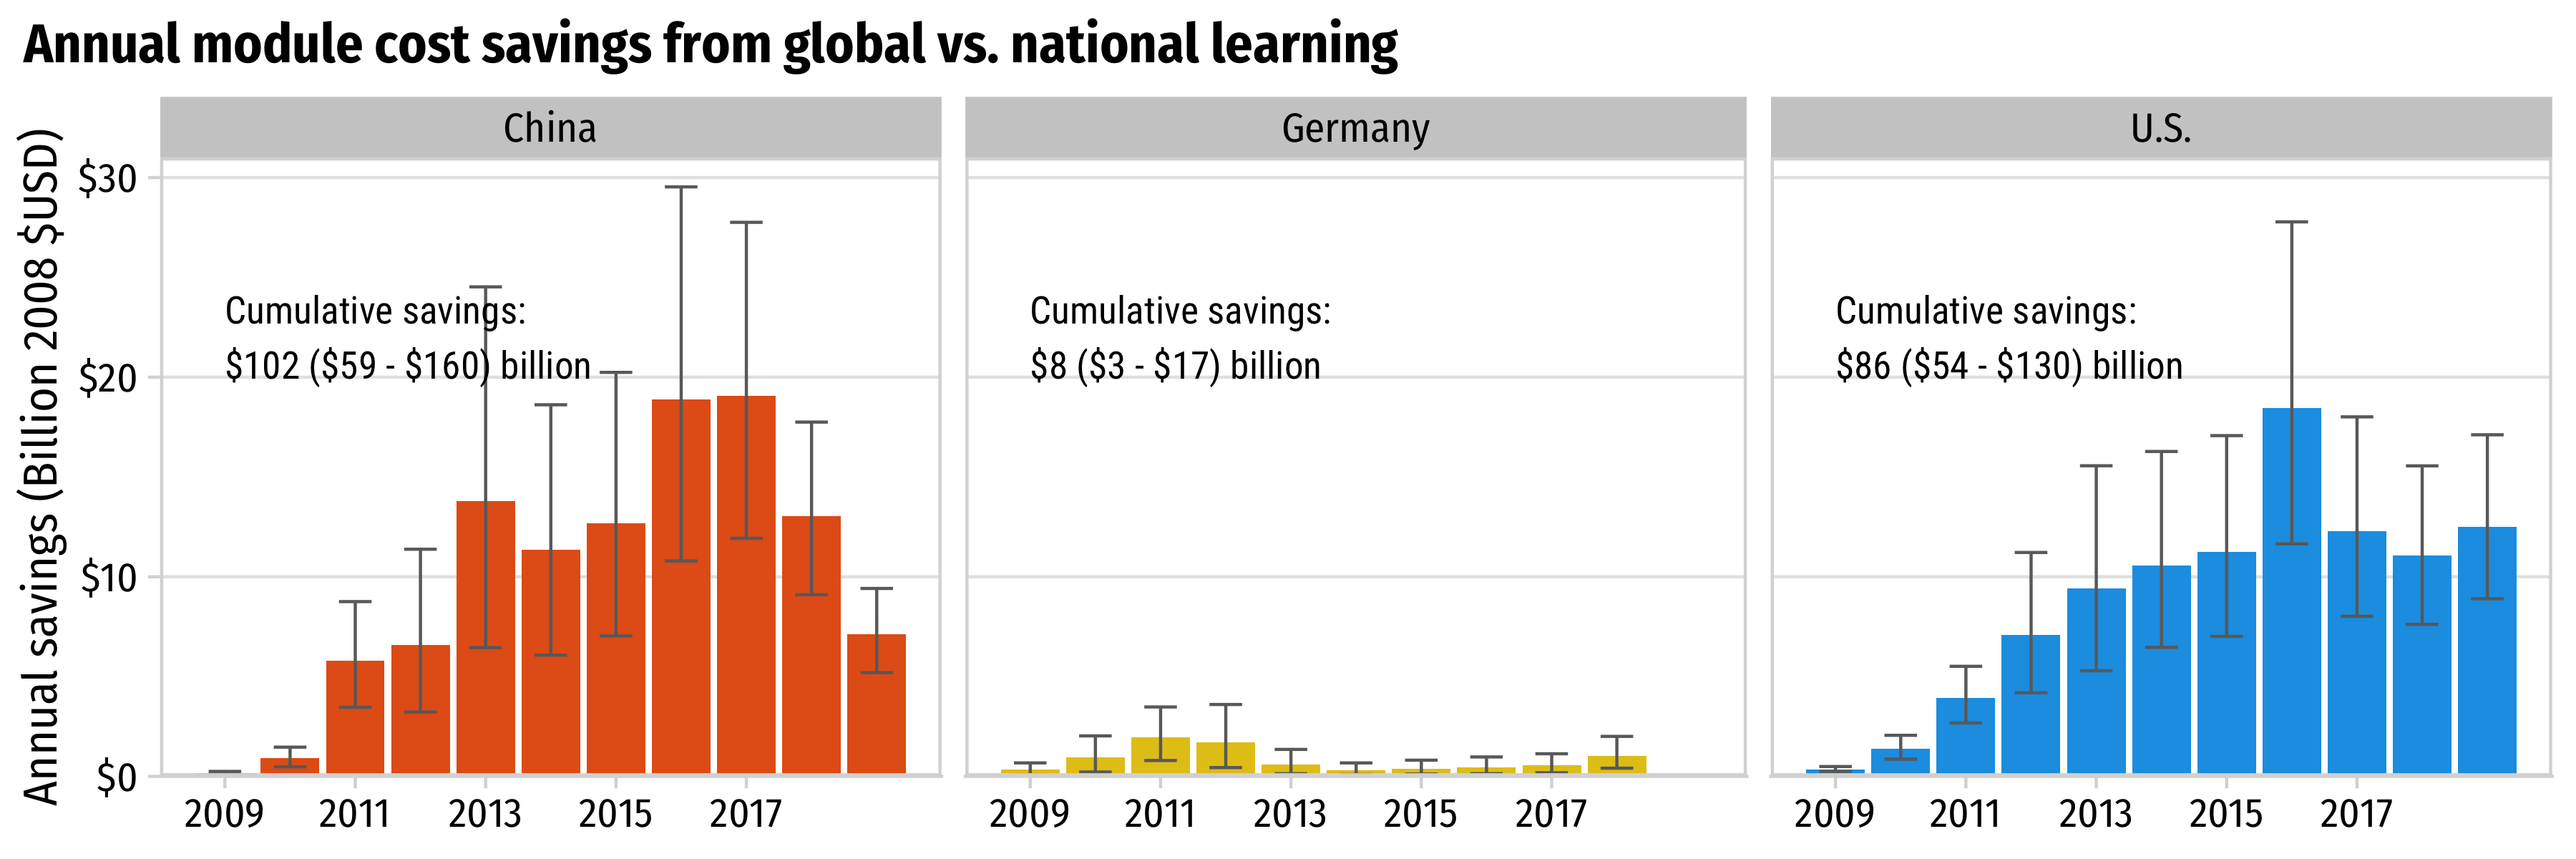 Annual module cost savings from global vs. national learning
China
Germany
U.S.
Annual savings (Billion 2008 $USD)
$30
$20
$10
$0
Cumulative savings:
$102 ($59 - $160) billion
Cumulative savings:
$8 ($3 - $17) billion
Cumulative savings:
$86 ($54 - $130) billion
2009 2011 2013 2015 2017
2009 2011 2013 2015 2017
2009 2011 2013 2015 2017